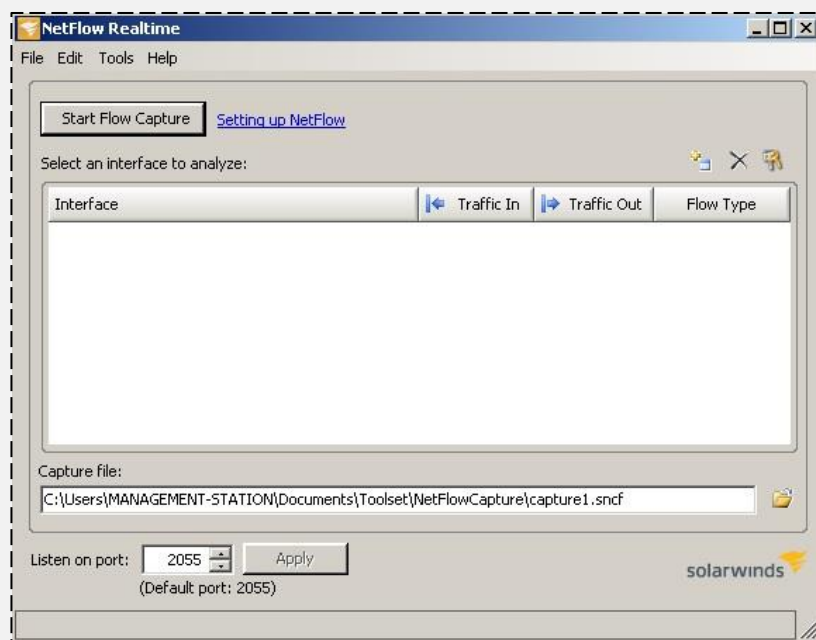 NetFlow Realtime
File Edit Tools Help
Start Flow Capture Setting up NetFlow
Select an interface to analyze:
Interface Traffic In Traffic Out Flow Type
Capture file:
C:\Users\MANAGEMENT-STATION\Documents\Toolset\NetFlowCapture\capture1.sncf
Listen on port: 2055 Apply
(Default port: 2055)
solarwinds